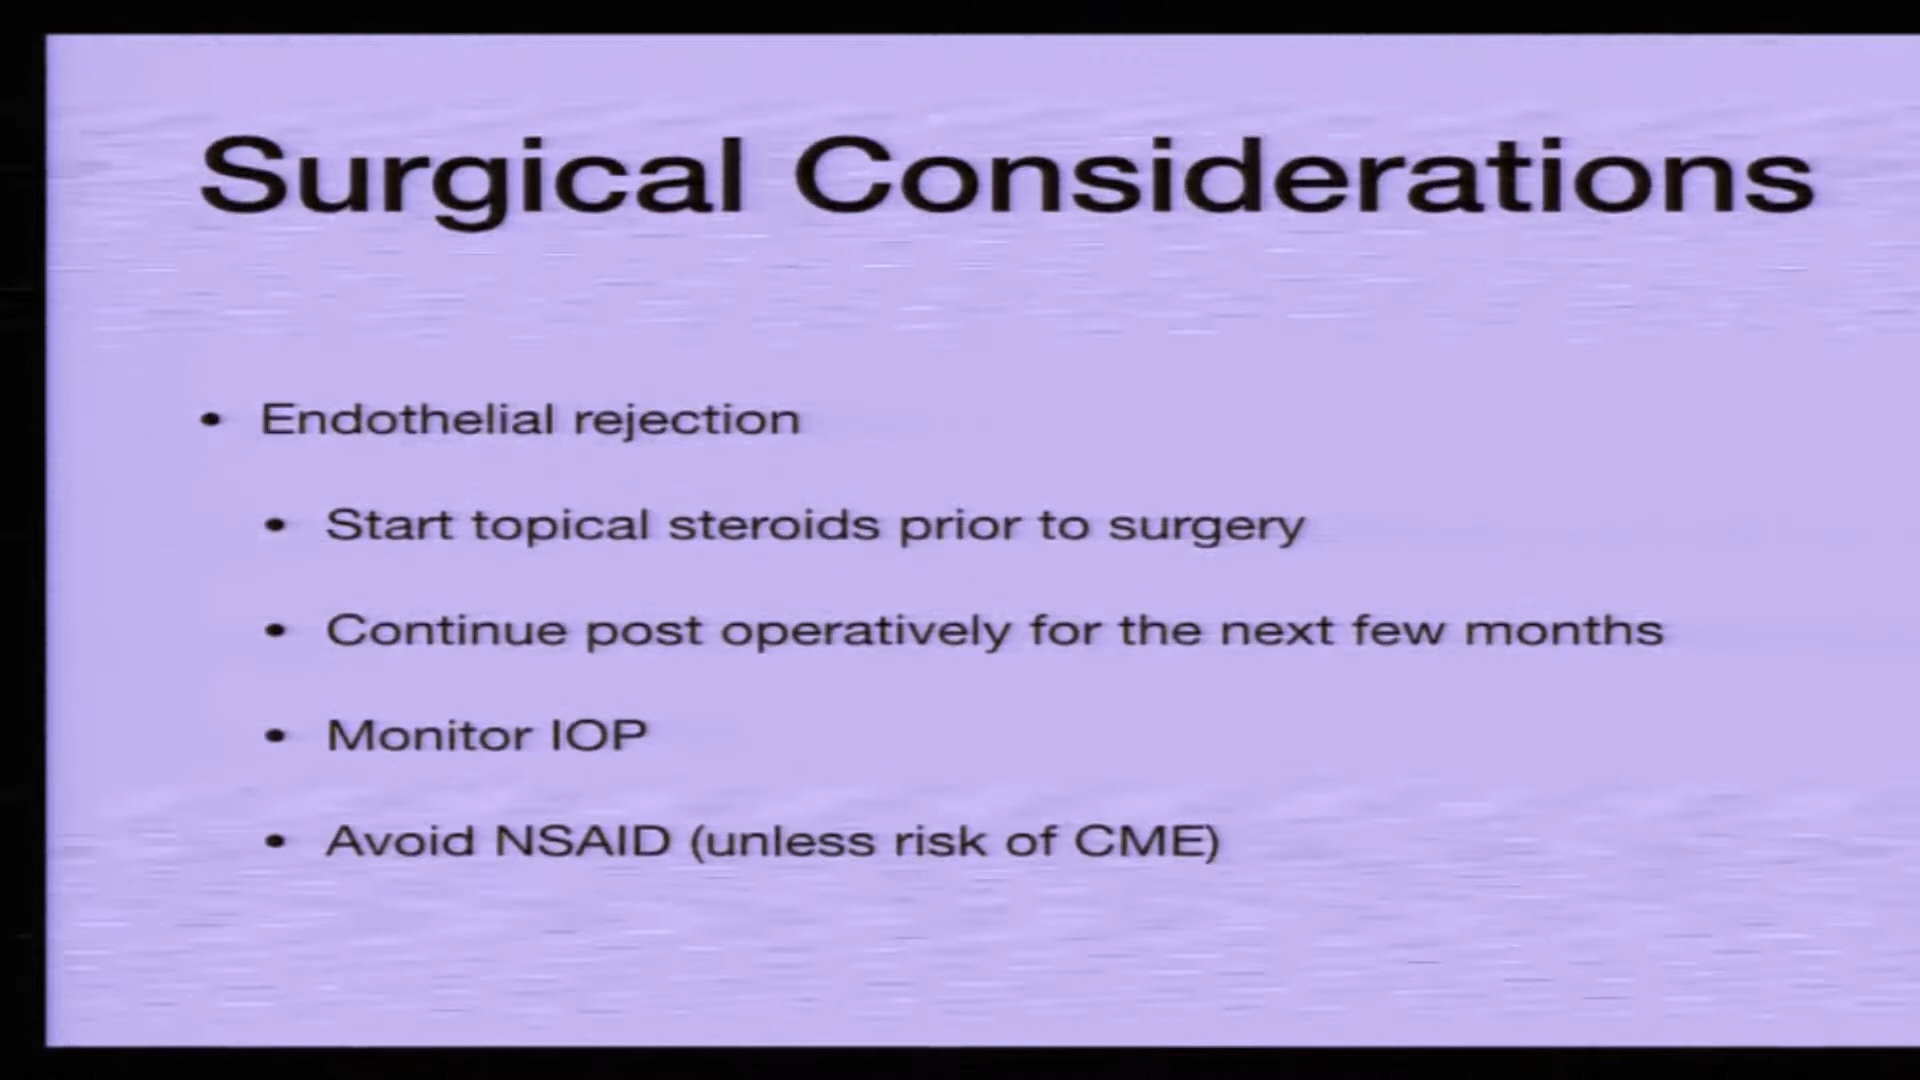 Surgical Considerations
• Endothelial rejection
• Start topical steroids prior to surgery
• Continue post operatively for the next few months
• Monitor IOP
• Avoid NSAID (unless risk of CME)